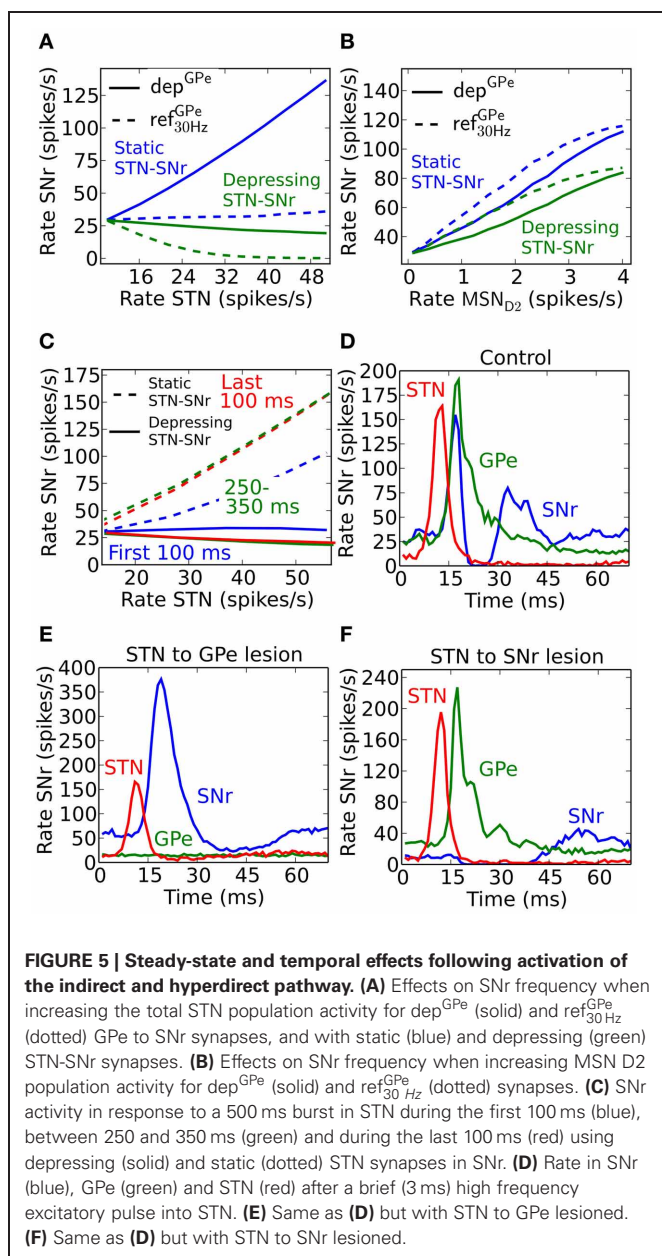 A
Rate SNr (spikes/s)
125
100
75
50
25
0
dep^GPe
ref^GPe_30Hz
Static
STN-SNr
Depressing
STN-SNr
16 24 32 40 48
Rate STN (spikes/s)
B
Rate SNr (spikes/s)
140
120
100
80
60
40
dep^GPe
ref^GPe_30Hz
Static
STN-SNr
Depressing
STN-SNr
0 1 2 3 4
Rate MSN_D2 (spikes/s)
C
Rate SNr (spikes/s)
175
150
125
100
75
50
25
0
Static
STN-SNr
Depressing
STN-SNr
Last
100 ms
250-
350 ms
First 100 ms
20 30 40 50
Rate STN (spikes/s)
D
Control
Rate SNr (spikes/s)
200
175
150
125
100
75
50
25
0
STN
GPe
SNr
0 15 30 45 60
Time (ms)
E
STN to GPe lesion
Rate SNr (spikes/s)
400
350
300
250
200
150
100
50
0
STN
SNr
GPe
0 15 30 45 60
Time (ms)
F
STN to SNr lesion
Rate SNr (spikes/s)
240
200
160
120
80
40
0
STN
GPe
SNr
0 15 30 45 60
Time (ms)
FIGURE 5 | Steady-state and temporal effects following activation of
the indirect and hyperdirect pathway. (A) Effects on SNr frequency when
increasing the total STN population activity for dep^GPe (solid) and ref^GPe_30 Hz
(dotted) GPe to SNr synapses, and with static (blue) and depressing (green)
STN-SNr synapses. (B) Effects on SNr frequency when increasing MSN D2
population activity for dep^GPe (solid) and ref^GPe_30 Hz (dotted) synapses. (C) SNr
activity in response to a 500 ms burst in STN during the first 100 ms (blue),
between 250 and 350 ms (green) and during the last 100 ms (red) using
depressing (solid) and static (dotted) STN synapses in SNr. (D) Rate in SNr
(blue), GPe (green) and STN (red) after a brief (3 ms) high frequency
excitatory pulse into STN. (E) Same as (D) but with STN to GPe lesioned.
(F) Same as (D) but with STN to SNr lesioned.